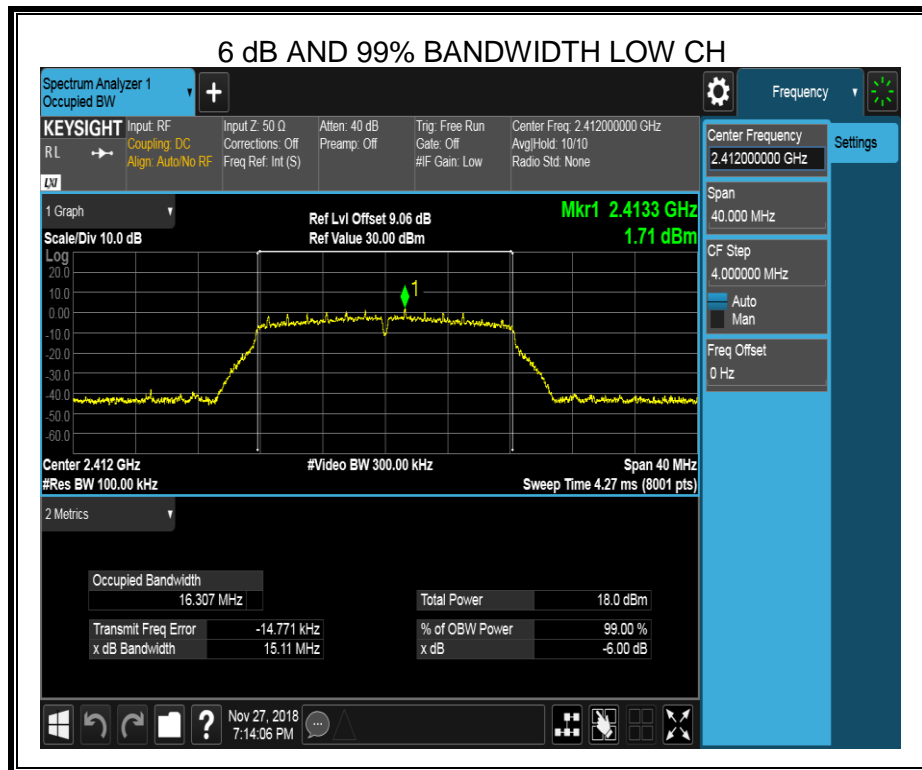 6 dB AND 99% BANDWIDTH LOW CH
Spectrum Analyzer 1
Occupied BW
+
Frequency
KEYSIGHT
RL
LXI
Input: RF
Coupling: DC
Align: Auto/No RF
Input Z: 50 Ω
Corrections: Off
Freq Ref: Int (S)
Atten: 40 dB
Preamp: Off
Trig: Free Run
Gate: Off
#IF Gain: Low
Center Freq: 2.412000000 GHz
Avg|Hold: 10/10
Radio Std: None
Center Frequency
2.412000000 GHz
Settings
Span
40.000 MHz
CF Step
4.000000 MHz
Auto
Man
Freq Offset
0 Hz
1 Graph
Scale/Div 10.0 dB
Ref Lvl Offset 9.06 dB
Ref Value 30.00 dBm
Mkr1 2.4133 GHz
1.71 dBm
Log
20.0
10.0
0.00
-10.0
-20.0
-30.0
-40.0
-50.0
-60.0
1
Center 2.412 GHz
#Video BW 300.00 kHz
Span 40 MHz
#Res BW 100.00 kHz
Sweep Time 4.27 ms (8001 pts)
2 Metrics
Occupied Bandwidth
16.307 MHz
Total Power 18.0 dBm
Transmit Freq Error -14.771 kHz
% of OBW Power 99.00 %
x dB Bandwidth 15.11 MHz
x dB -6.00 dB
?
Nov 27, 2018
7:14:06 PM